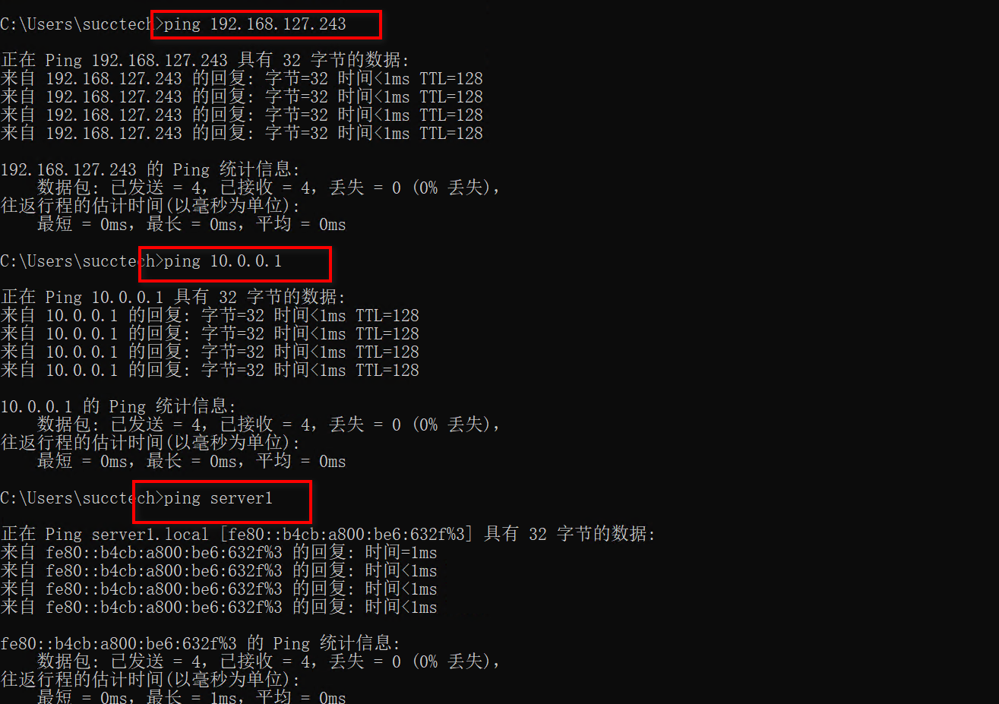 C:\Users\succtech>ping 192.168.127.243
正在 Ping 192.168.127.243 具有 32 字节的数据:
来自 192.168.127.243 的回复: 字节=32 时间<1ms TTL=128
来自 192.168.127.243 的回复: 字节=32 时间<1ms TTL=128
来自 192.168.127.243 的回复: 字节=32 时间<1ms TTL=128
来自 192.168.127.243 的回复: 字节=32 时间<1ms TTL=128
192.168.127.243 的 Ping 统计信息:
数据包: 已发送 = 4，已接收 = 4，丢失 = 0 (0% 丢失)，
往返行程的估计时间(以毫秒为单位):
最短 = 0ms，最长 = 0ms，平均 = 0ms
C:\Users\succtech>ping 10.0.0.1
正在 Ping 10.0.0.1 具有 32 字节的数据:
来自 10.0.0.1 的回复: 字节=32 时间<1ms TTL=128
来自 10.0.0.1 的回复: 字节=32 时间<1ms TTL=128
来自 10.0.0.1 的回复: 字节=32 时间<1ms TTL=128
来自 10.0.0.1 的回复: 字节=32 时间<1ms TTL=128
10.0.0.1 的 Ping 统计信息:
数据包: 已发送 = 4，已接收 = 4，丢失 = 0 (0% 丢失)，
往返行程的估计时间(以毫秒为单位):
最短 = 0ms，最长 = 0ms，平均 = 0ms
C:\Users\succtech>ping server1
正在 Ping server1.local [fe80::b4cb:a800:be6:632f%3] 具有 32 字节的数据:
来自 fe80::b4cb:a800:be6:632f%3 的回复: 时间=1ms
来自 fe80::b4cb:a800:be6:632f%3 的回复: 时间<1ms
来自 fe80::b4cb:a800:be6:632f%3 的回复: 时间<1ms
来自 fe80::b4cb:a800:be6:632f%3 的回复: 时间<1ms
fe80::b4cb:a800:be6:632f%3 的 Ping 统计信息:
数据包: 已发送 = 4，已接收 = 4，丢失 = 0 (0% 丢失)，
往返行程的估计时间(以毫秒为单位):
最短 = 0ms，最长 = 1ms，平均 = 0ms